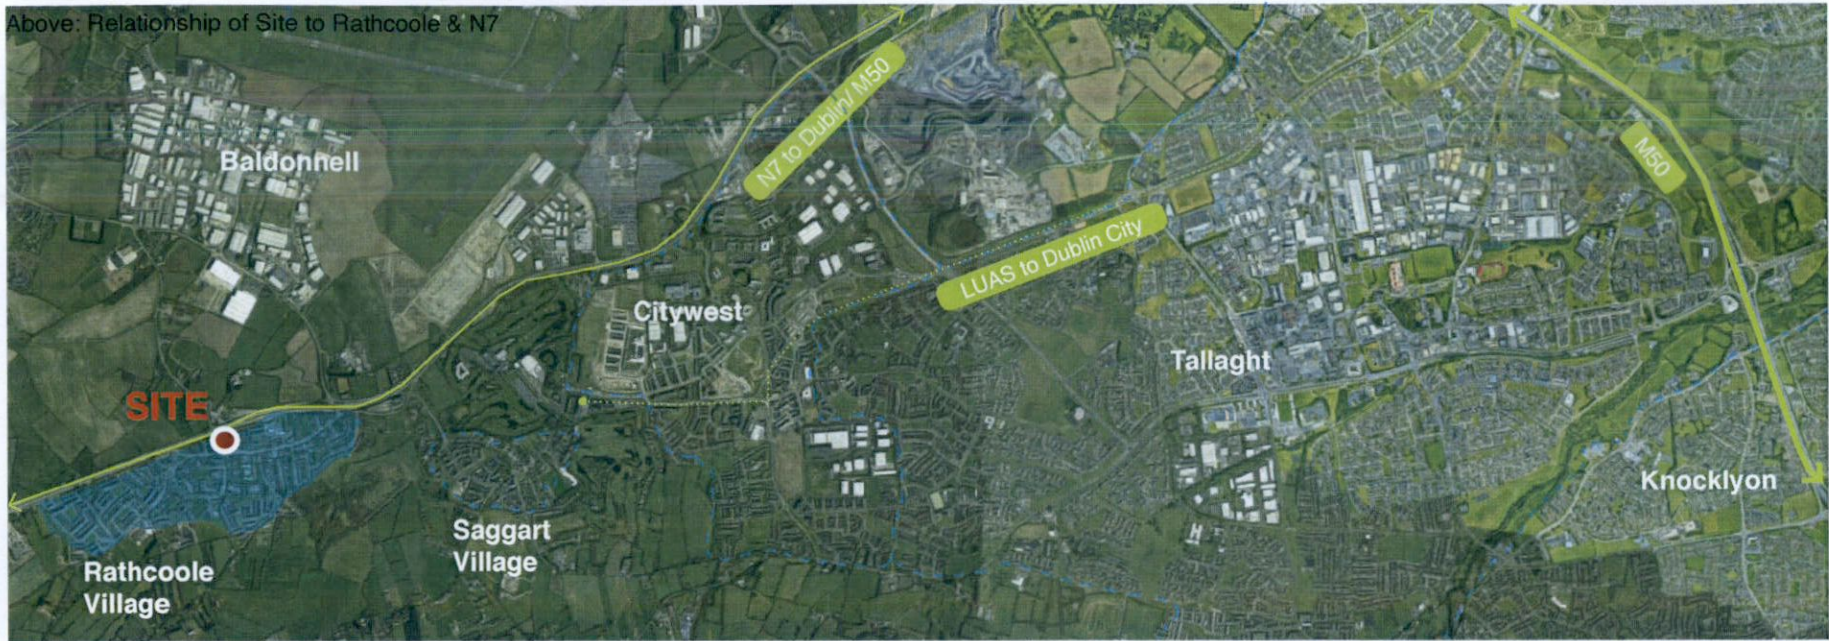 Above: Relationship of Site to Rathcoole & N7
N7 to Dublin/ M50
M50
Baldonnell
LUAS to Dublin City
Citywest
Tallaght
SITE
Knocklyon
Saggart
Village
Rathcoole
Village